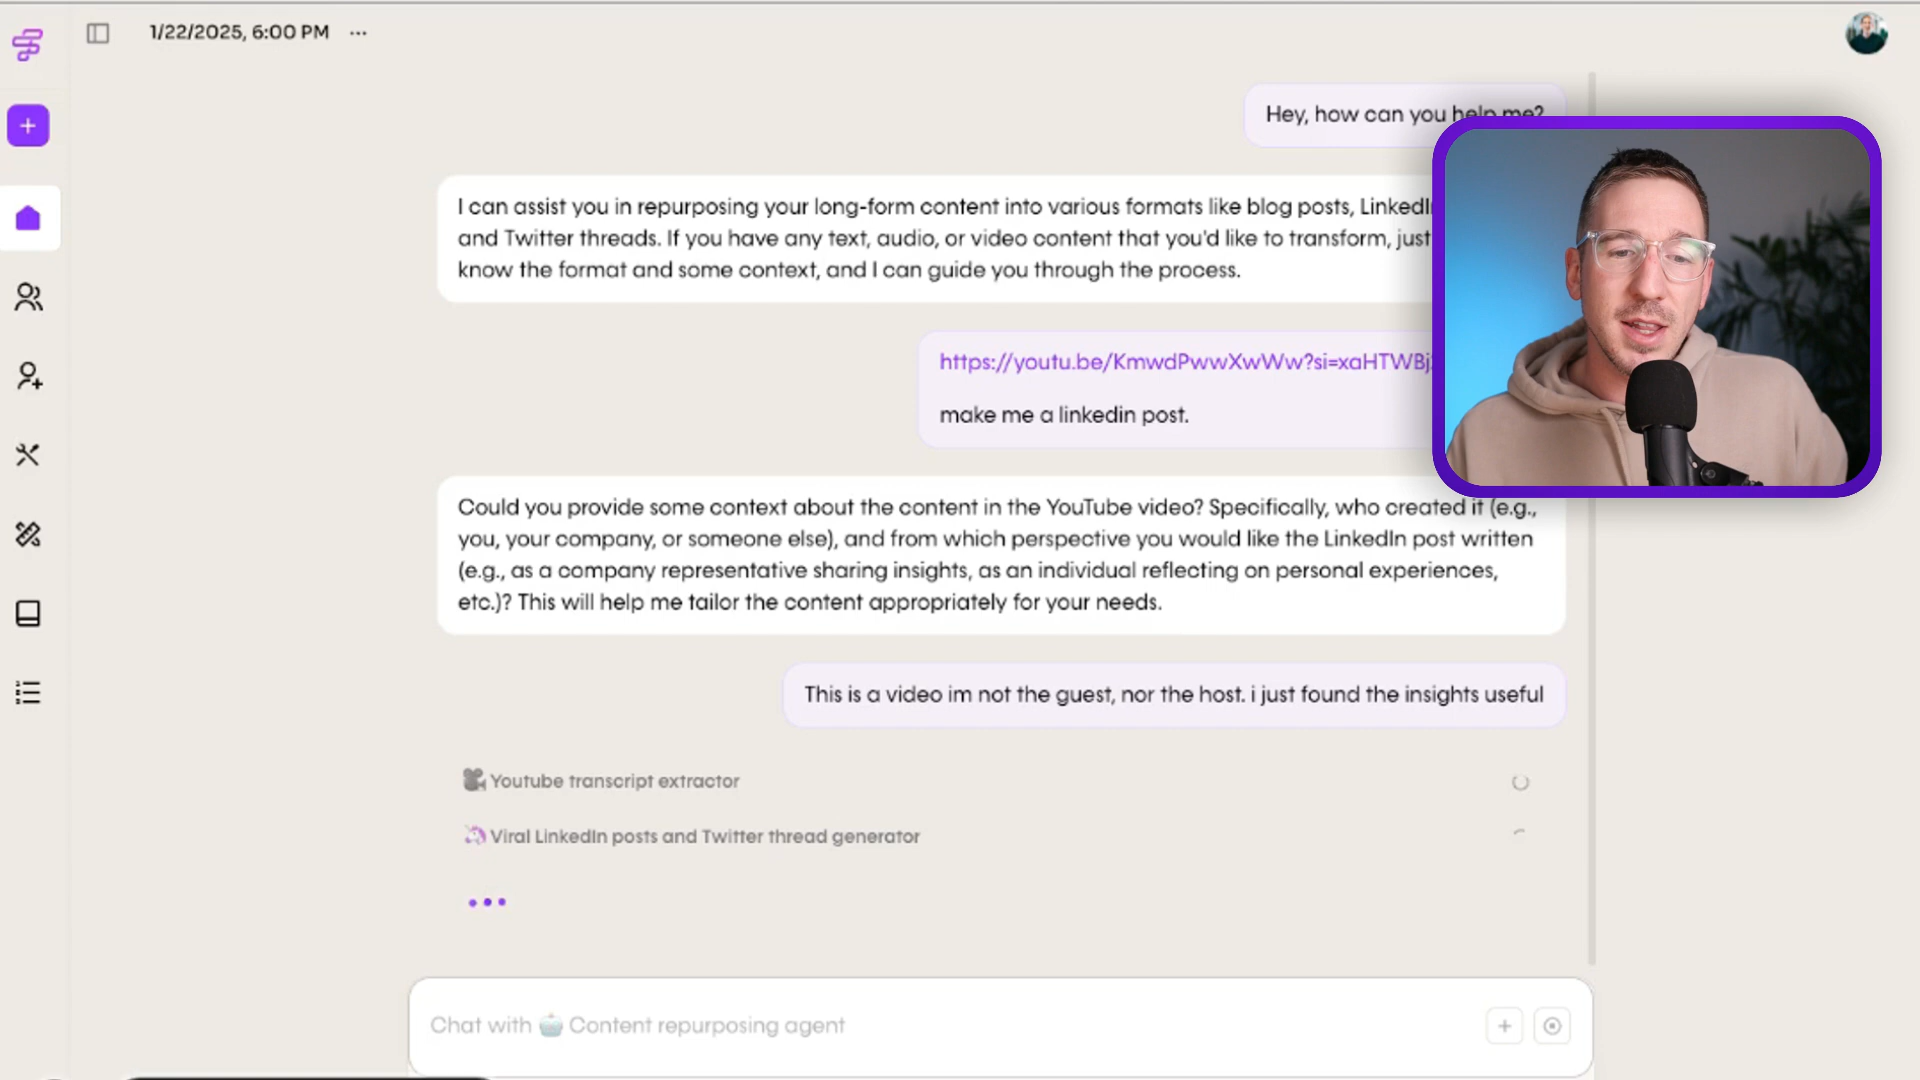 1/22/2025, 6:00 PM ...
Hey, how can you help me?
I can assist you in repurposing your long-form content into various formats like blog posts,
and Twitter threads. If you have any text, audio, or video content that you'd like to transform, just
know the format and some context, and I can guide you through the process.
https://youtu.be/KmwdPwwXwWw?si=xaHTWBj
make me a linkedin post.
Could you provide some context about the content in the YouTube video? Specifically, who created it (e.g.,
you, your company, or someone else), and from which perspective you would like the LinkedIn post written
(e.g., as a company representative sharing insights, as an individual reflecting on personal experiences,
etc.)? This will help me tailor the content appropriately for your needs.
This is a video im not the guest, nor the host. i just found the insights useful
Youtube transcript extractor
Viral LinkedIn posts and Twitter thread generator
Chat with Content repurposing agent